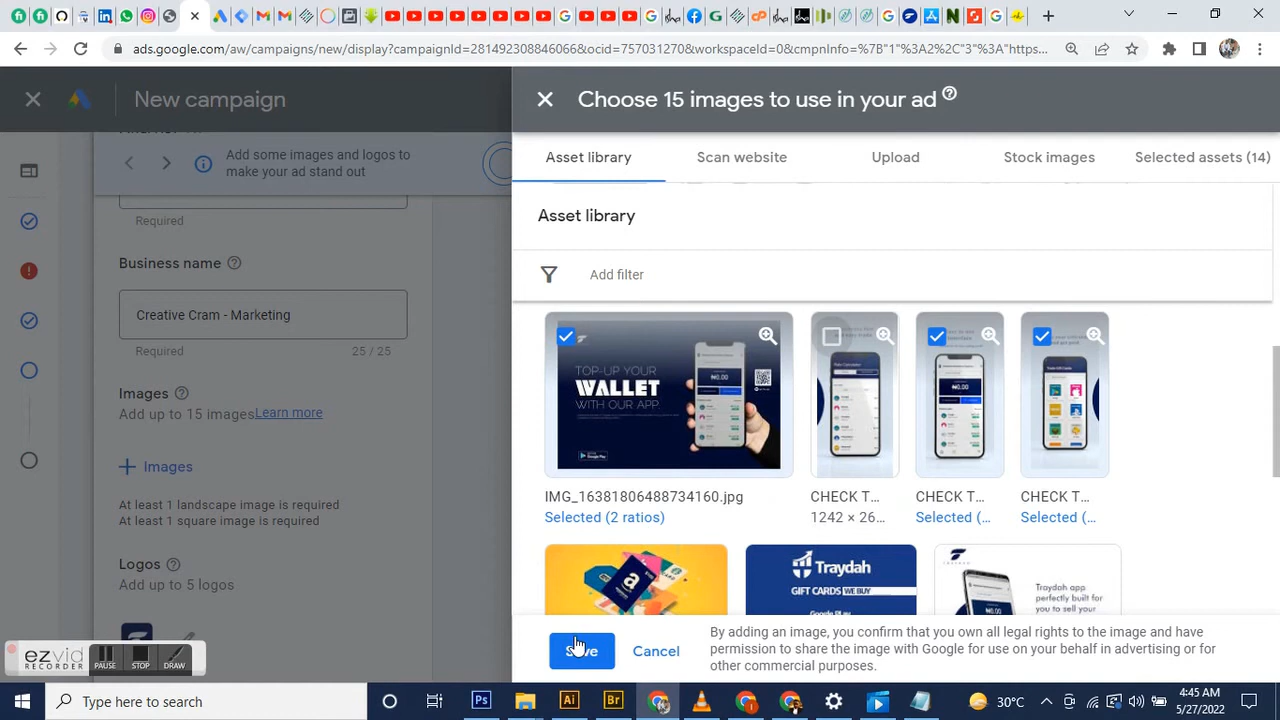 ads.google.com/aw/campaigns/new/display?campaignId=281492308846066&ocid=757031270&workspaceId=0&cmpnInfo=%7B"1"%3A2%2C"3"%3A"https...
New campaign
Choose 15 images to use in your ad
Add some images and logos to
make your ad stand out
Asset library
Scan website
Upload
Stock images
Selected assets (14)
Required
Asset library
Business name
Add filter
Creative Cram - Marketing
Required
25 / 25
TOP-UP YOUR
WALLET
WITH OUR APP
Images
Add up to 15 images
Learn more
Images
At least 1 landscape image is required
At least 1 square image is required
IMG_16381806488734160.jpg
Selected (2 ratios)
CHECK T...
1242 × 26...
CHECK T...
Selected (...
CHECK T...
Selected (...
Logos
Add up to 5 logos
Traydah
GIFT CARDS WE BUY
Google Play
Traydah app
perfectly built for
you to sell your
ezvid
RECORDER
PAUSE
STOP
DRAW
Save
Cancel
By adding an image, you confirm that you own all legal rights to the image and have
permission to share the image with Google for use on your behalf in advertising or for
other commercial purposes.
Type here to search
Ps
Ai
Br
30°C
4:45 AM
5/27/2022